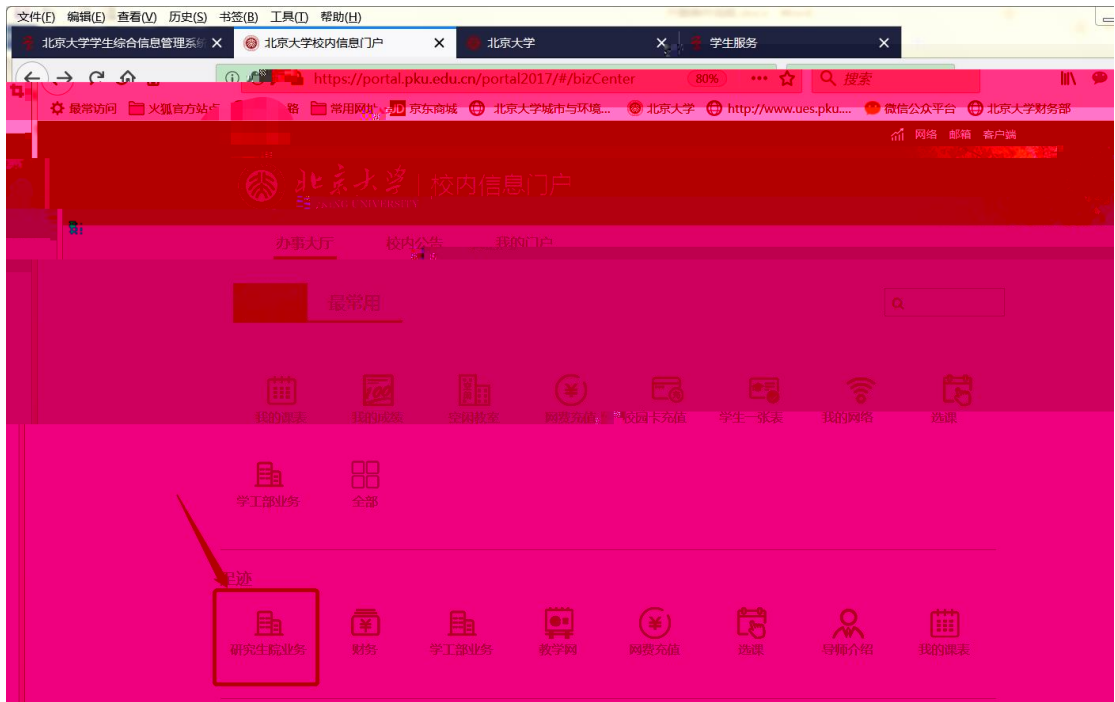 文件(F) 编辑(E) 查看(V) 历史(S) 书签(B) 工具(T) 帮助(H)
北京大学学生综合信息管理系统 北京大学校内信息门户 北京大学 学生服务
https://portal.pku.edu.cn/portal2017/#/bizCenter 80% 搜索
最常访问 火狐官方站点 常用网址 JD 京东商城 北京大学城市与环境... 北京大学 http://www.ues.pku.... 微信公众平台 北京大学财务部
网络 邮箱 客户端
北京大学 校内信息门户
PEKING UNIVERSITY
办事大厅 校内公告 我的门户
最常用
我的课表 我的成绩 空闲教室 网费充值 校园卡充值 学生一张表 我的网络 选课
学工部业务 全部
足迹
研究生院业务 财务 学工部业务 教学网 网费充值 选课 导师介绍 我的课表